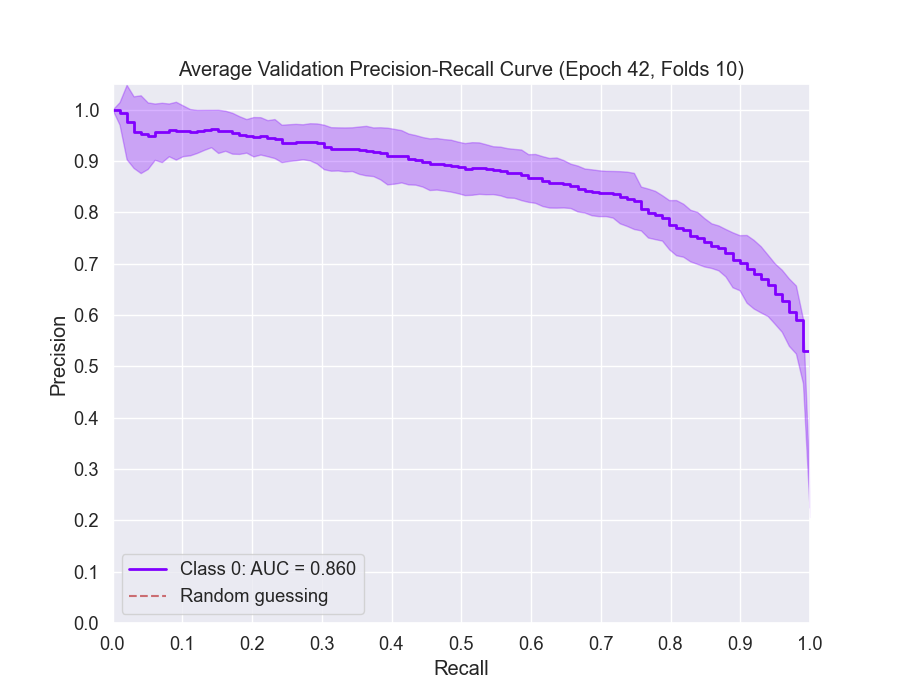 Average Validation Precision-Recall Curve (Epoch 42, Folds 10)
Precision
1.0
0.9
0.8
0.7
0.6
0.5
0.4
0.3
0.2
0.1
0.0
Class 0: AUC = 0.860
Random guessing
0.0 0.1 0.2 0.3 0.4 0.5 0.6 0.7 0.8 0.9 1.0
Recall